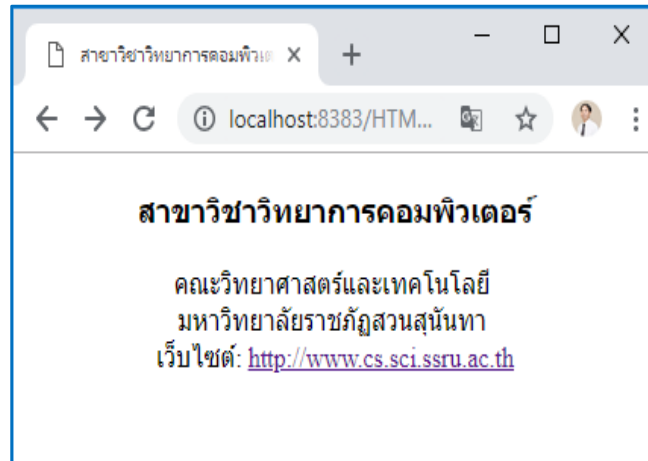 สาขาวิชาวิทยาการคอมพิวเต
localhost:8383/HTM...
สาขาวิชาวิทยาการคอมพิวเตอร์
คณะวิทยาศาสตร์และเทคโนโลยี
มหาวิทยาลัยราชภัฏสวนสุนันทา
เว็บไซต์: http://www.cs.sci.ssru.ac.th